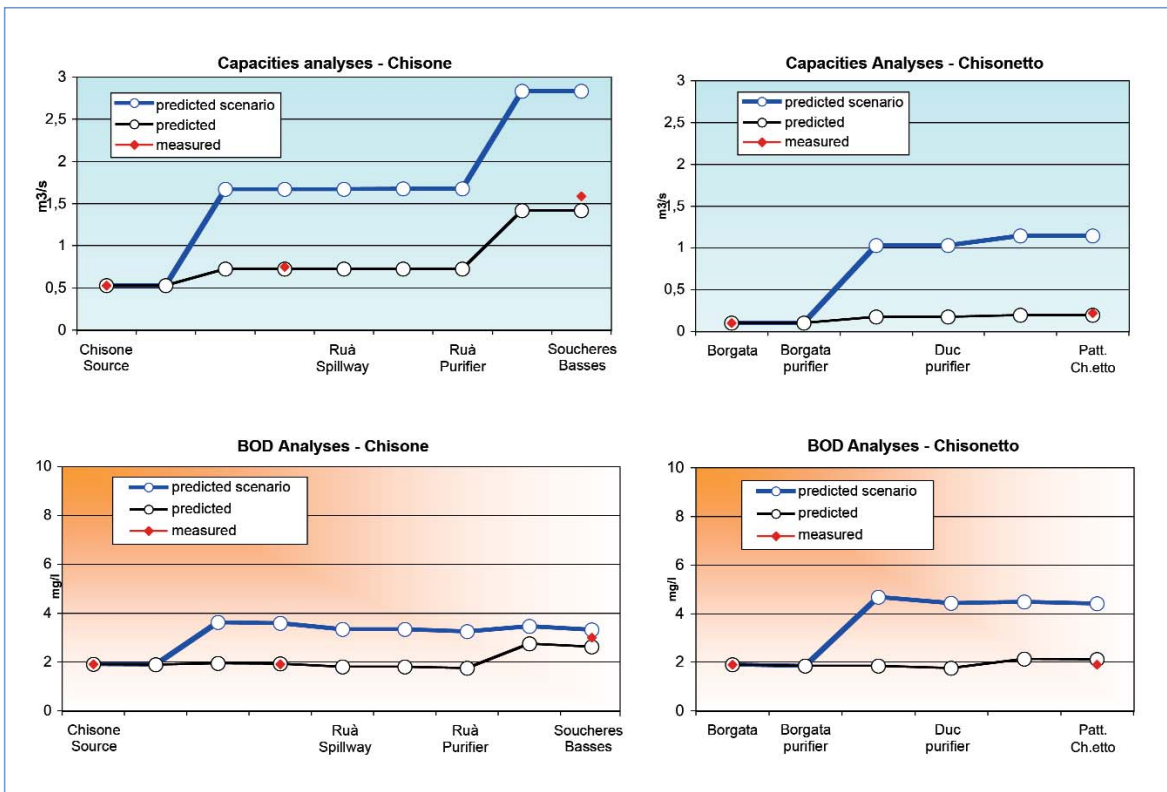 Capacities analyses - Chisone
3
2,5
2
1,5
1
0,5
0
m3/s
predicted scenario
predicted
measured
Chisone
Source
Ruà
Spillway
Ruà
Purifier
Soucheres
Basses
Capacities Analyses - Chisonetto
3
2,5
2
1,5
1
0,5
0
m3/s
predicted scenario
predicted
measured
Borgata
Borgata
purifier
Duc
purifier
Patt.
Ch.etto
BOD Analyses - Chisone
10
8
6
4
2
0
mg/l
predicted scenario
predicted
measured
Chisone
Source
Ruà
Spillway
Ruà
Purifier
Soucheres
Basses
BOD Analyses - Chisonetto
10
8
6
4
2
0
mg/l
predicted scenario
predicted
measured
Borgata
Borgata
purifier
Duc
purifier
Patt.
Ch.etto